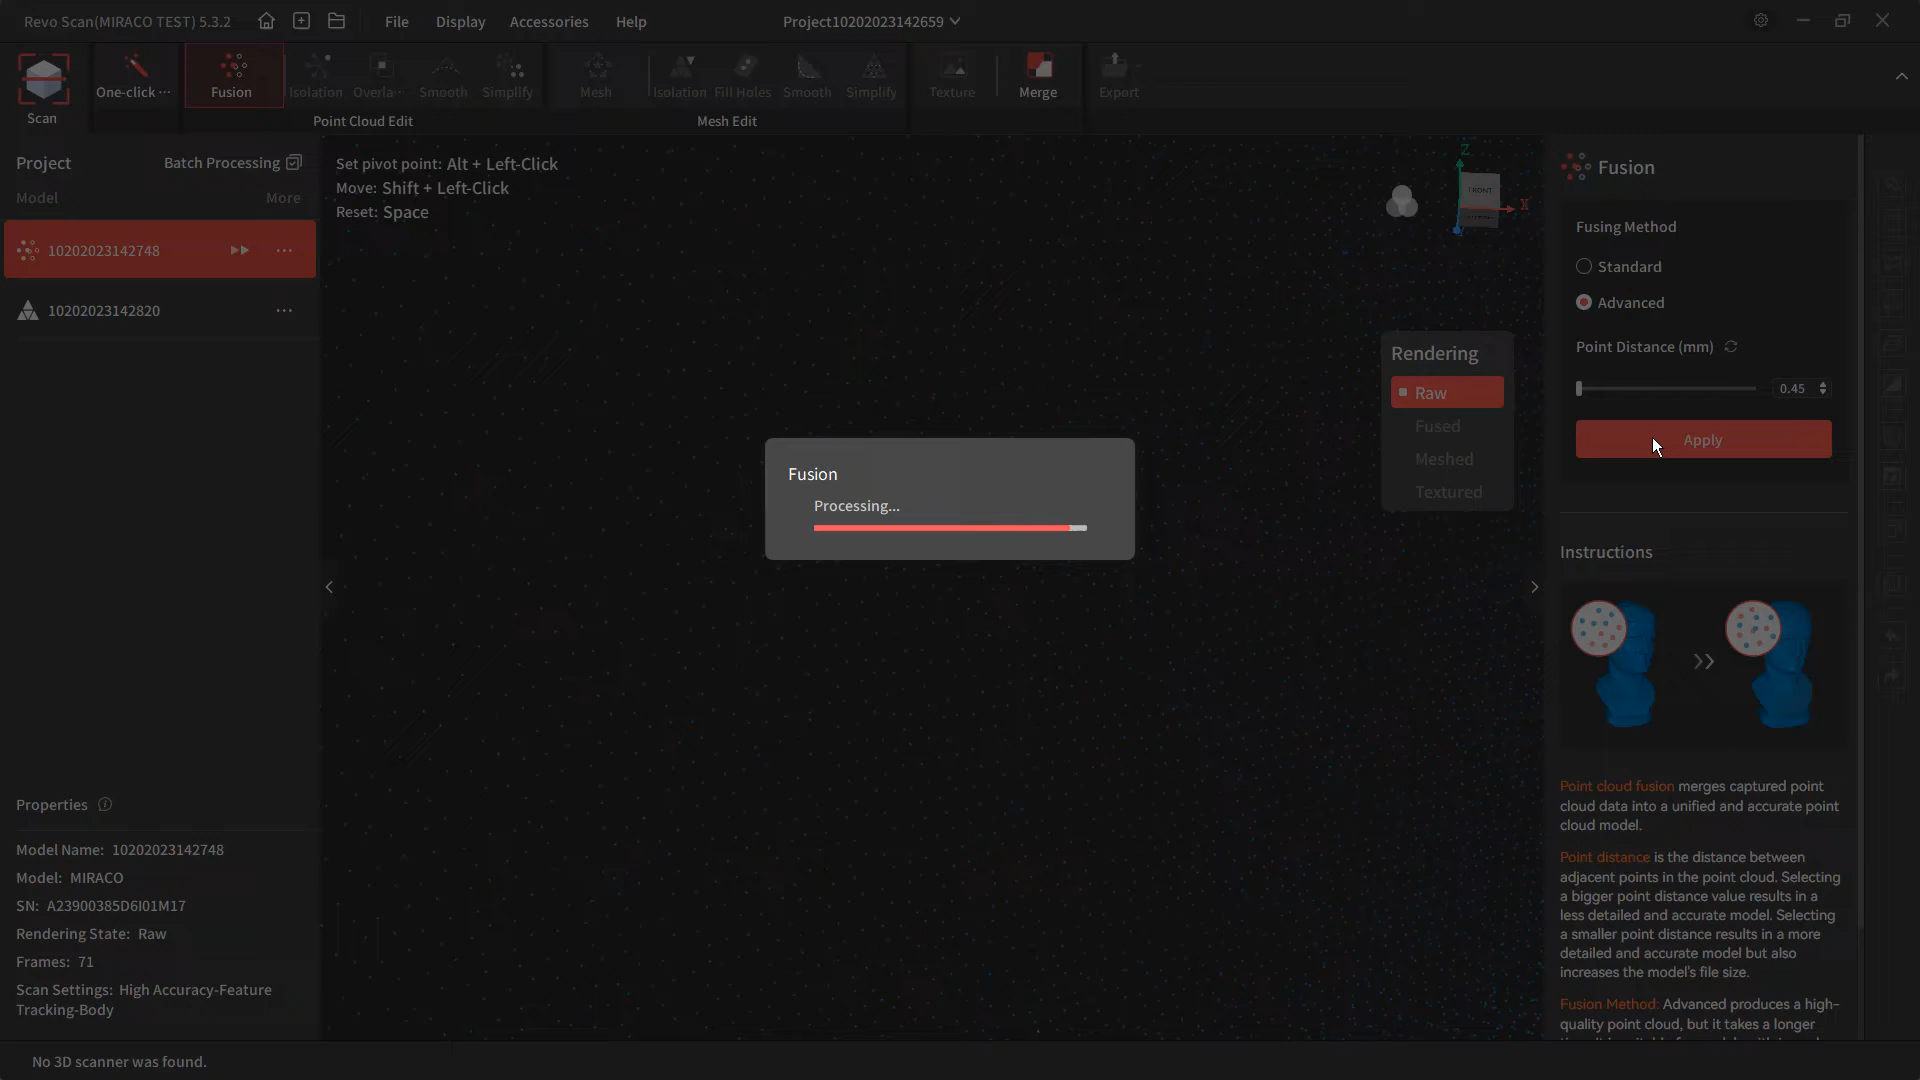 Revo Scan(MIRACO TEST) 5.3.2
File
Display
Accessories
Help
Project10202023142659
Scan
One-click ···
Fusion
Isolation
Overla···
Smooth
Simplify
Point Cloud Edit
Mesh
Isolation
Fill Holes
Smooth
Simplify
Mesh Edit
Texture
Merge
Export
Project
Batch Processing
Model
More
10202023142748
10202023142820
Set pivot point: Alt + Left-Click
Move: Shift + Left-Click
Reset: Space
Z
FRONT
X
Rendering
Raw
Fused
Meshed
Textured
Fusion
Processing...
Fusion
Fusing Method
Standard
Advanced
Point Distance (mm)
0.45
Apply
Instructions
Point cloud fusion merges captured point
cloud data into a unified and accurate point
cloud model.
Point distance is the distance between
adjacent points in the point cloud. Selecting
a bigger point distance value results in a
less detailed and accurate model. Selecting
a smaller point distance results in a more
detailed and accurate model but also
increases the model's file size.
Fusion Method: Advanced produces a high-
quality point cloud, but it takes a longer
Properties
Model Name: 10202023142748
Model: MIRACO
SN: A23900385D6I01M17
Rendering State: Raw
Frames: 71
Scan Settings: High Accuracy-Feature
Tracking-Body
No 3D scanner was found.